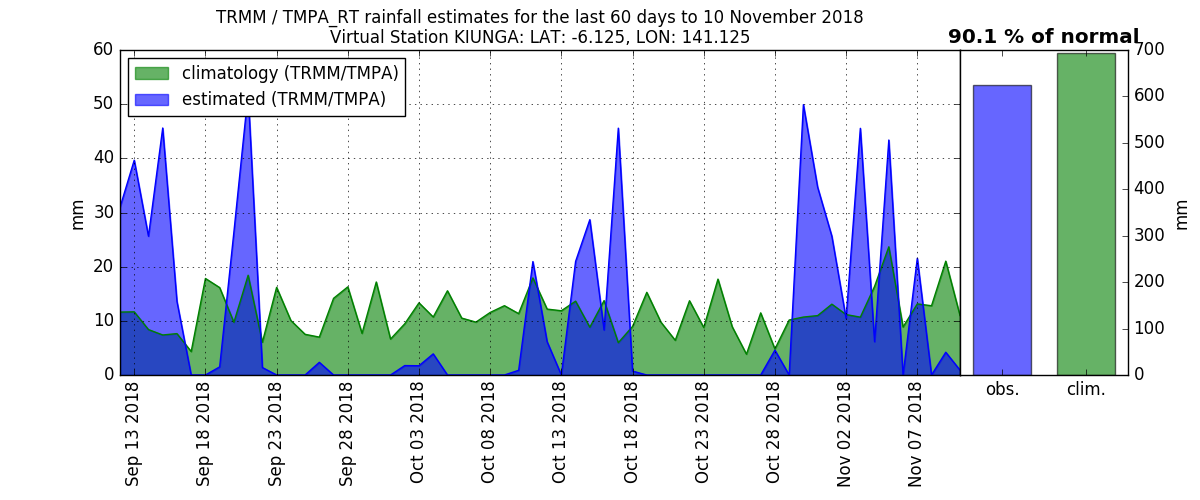 TRMM / TMPA_RT rainfall estimates for the last 60 days to 10 November 2018
Virtual Station KIUNGA: LAT: -6.125, LON: 141.125
90.1 % of normal
climatology (TRMM/TMPA)
estimated (TRMM/TMPA)
60
50
40
30
20
10
0
mm
700
600
500
400
300
200
100
0
mm
Sep 13 2018
Sep 18 2018
Sep 23 2018
Sep 28 2018
Oct 03 2018
Oct 08 2018
Oct 13 2018
Oct 18 2018
Oct 23 2018
Oct 28 2018
Nov 02 2018
Nov 07 2018
obs.
clim.